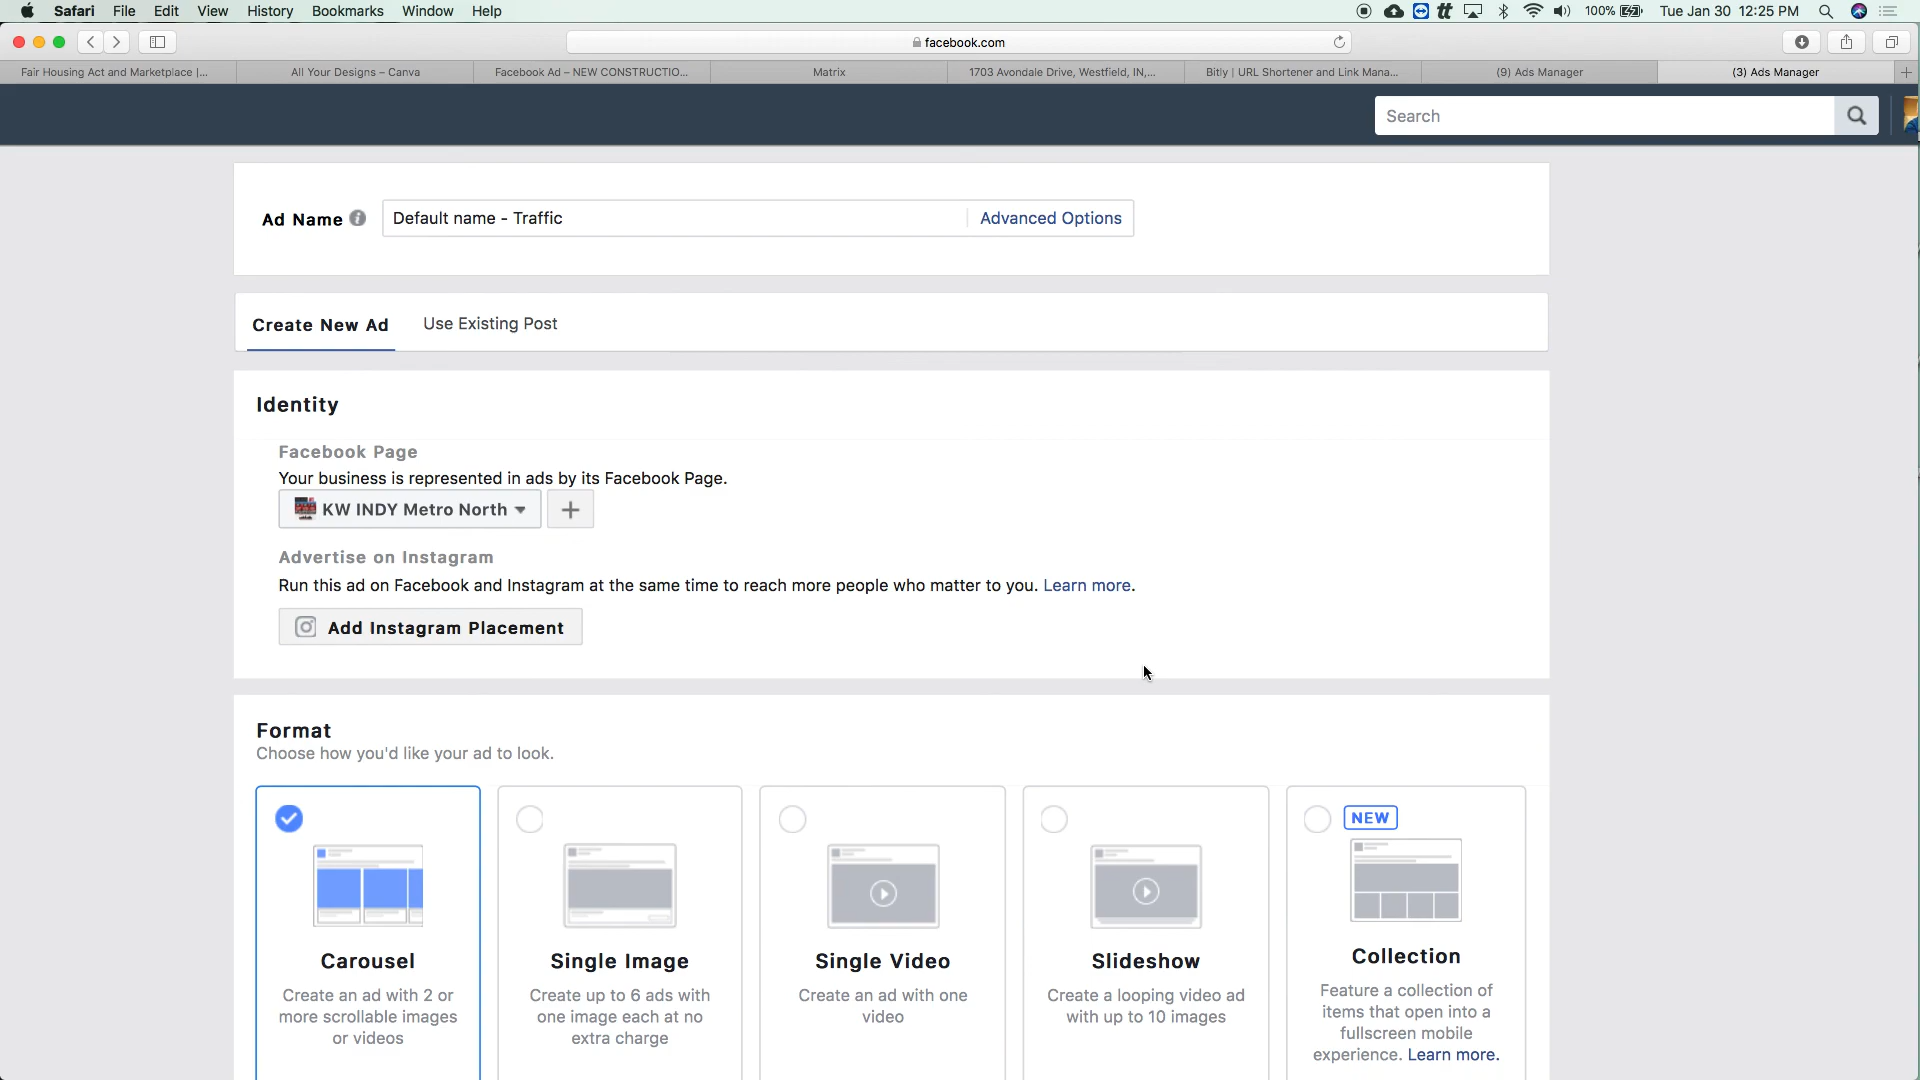 Safari File Edit View History Bookmarks Window Help 100% Tue Jan 30 12:25 PM
facebook.com
Fair Housing Act and Marketplace |... All Your Designs – Canva Facebook Ad – NEW CONSTRUCTIO... Matrix 1703 Avondale Drive, Westfield, IN,... Bitly | URL Shortener and Link Mana... (9) Ads Manager (3) Ads Manager
Search
Ad Name Default name - Traffic Advanced Options
Create New Ad Use Existing Post
Identity
Facebook Page
Your business is represented in ads by its Facebook Page.
KW INDY Metro North
Advertise on Instagram
Run this ad on Facebook and Instagram at the same time to reach more people who matter to you. Learn more.
Add Instagram Placement
Format
Choose how you'd like your ad to look.
NEW
Carousel
Create an ad with 2 or
more scrollable images
or videos
Single Image
Create up to 6 ads with
one image each at no
extra charge
Single Video
Create an ad with one
video
Slideshow
Create a looping video ad
with up to 10 images
Collection
Feature a collection of
items that open into a
fullscreen mobile
experience. Learn more.